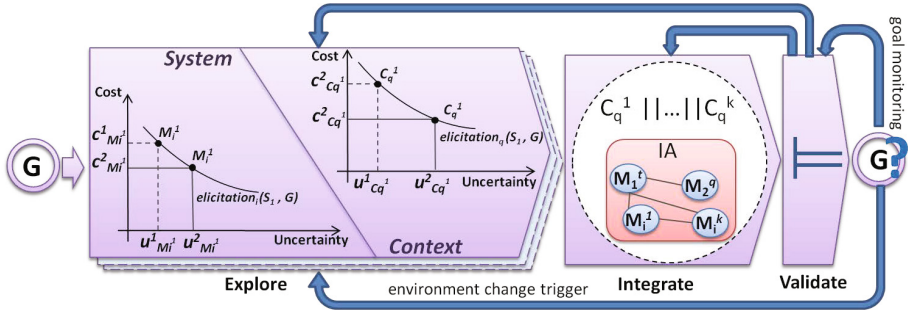 G
System
Cost
c¹Mi¹
c²Mi¹
Mi¹
Mi¹
elicitationi(S1, G)
u¹Mi¹
u²Mi¹
Uncertainty
Cost
c²Cq¹
c²Cq¹
Cq¹
Cq¹
elicitationq(S1, G)
u¹Cq¹
u²Cq¹
Uncertainty
Context
Explore
Cq¹ ||...|| Cqᵏ
IA
M1ᵗ
M2q
Mi¹
Miᵏ
Integrate
Validate
goal monitoring
G?
environment change trigger